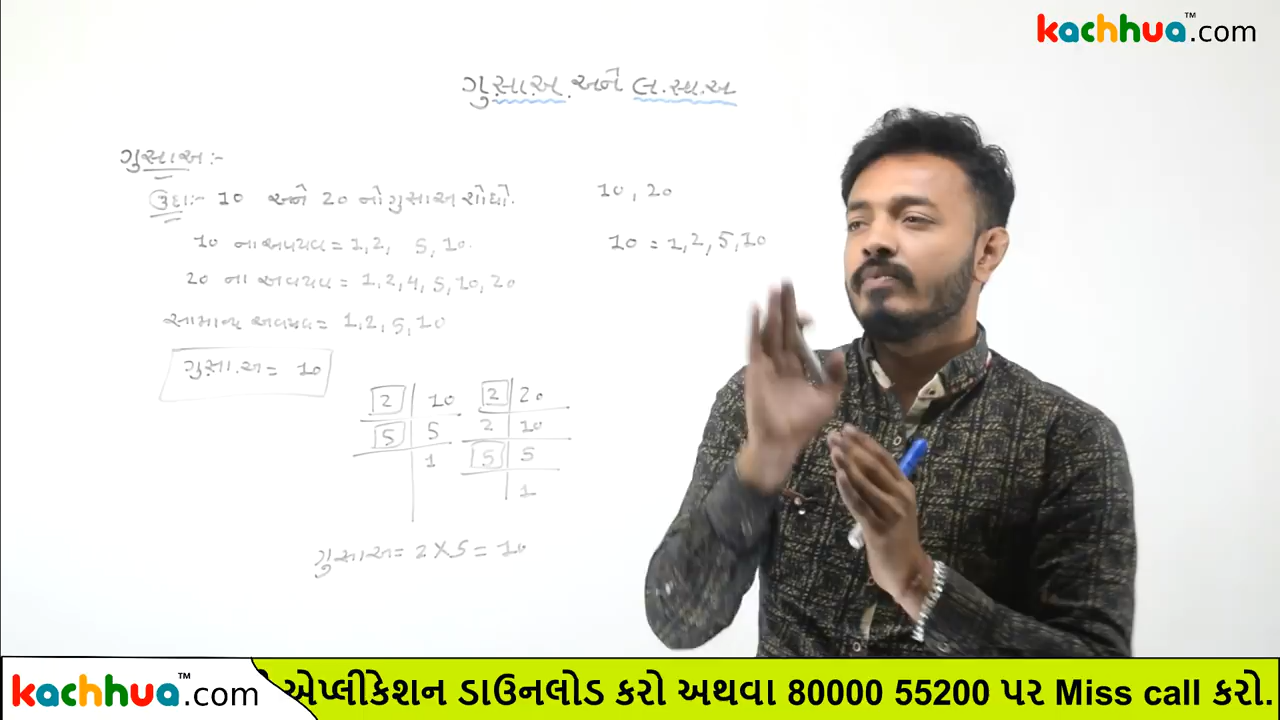 kachhua.com™
ગુ.સા.અ. અને લ.સા.અ
ગુસાઅ :-
ઉદા:- 10 અને 20 નો ગુસાઅ શોધો.
10 ના અવયવ = 1, 2, 5, 10.
20 ના અવયવ = 1, 2, 4, 5, 10, 20
સામાન્ય અવયવ = 1, 2, 5, 10
ગુ.સા.અ = 10
10, 20
10 = 1, 2, 5, 10
2 | 10
5 | 5
1
2 | 20
2 | 10
5 | 5
1
ગુસાઅ = 2 X 5 = 10
kachhua.com™
એપ્લીકેશન ડાઉનલોડ કરો અથવા 80000 55200 પર Miss call કરો.